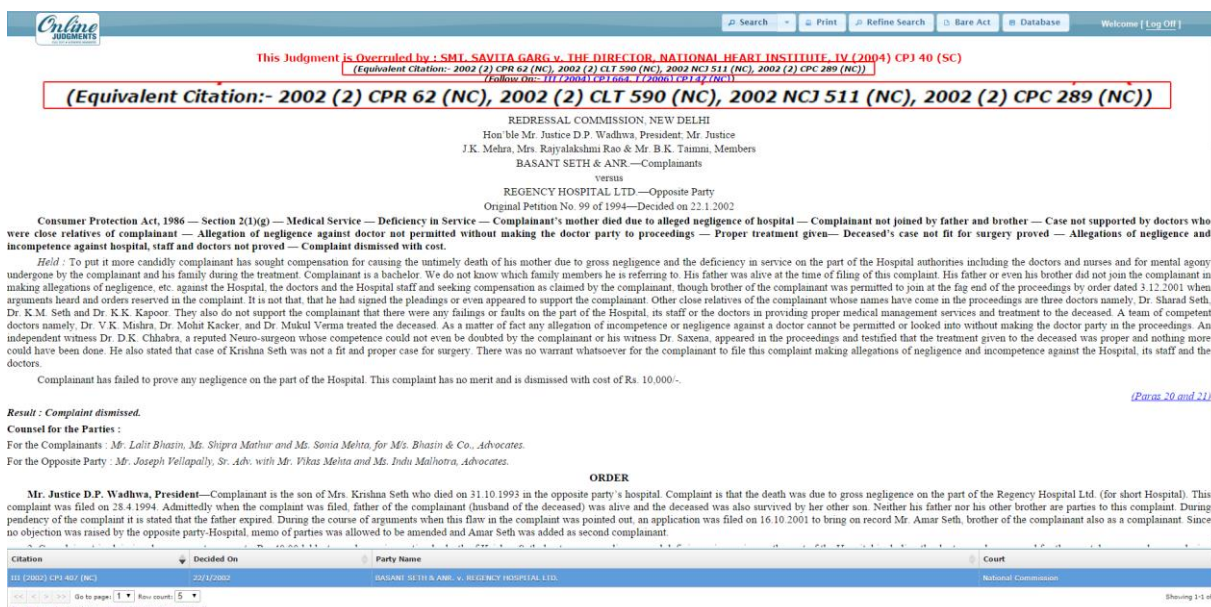 Online
JUDGMENTS
Search
Print
Refine Search
Bare Act
Database
Welcome [ Log Off ]
This Judgment is Overruled by : SMT. SAVITA GARG v. THE DIRECTOR, NATIONAL HEART INSTITUTE, IV (2004) CPJ 40 (SC)
(Equivalent Citation:- 2002 (2) CPR 62 (NC), 2002 (2) CLT 590 (NC), 2002 NCJ 511 (NC), 2002 (2) CPC 289 (NC))
(Follow On:- III (2004) CPJ 664, I (2006) CPJ 47 (NC))
(Equivalent Citation:- 2002 (2) CPR 62 (NC), 2002 (2) CLT 590 (NC), 2002 NCJ 511 (NC), 2002 (2) CPC 289 (NC))
REDRESSAL COMMISSION, NEW DELHI
Hon'ble Mr. Justice D.P. Wadhwa, President; Mr. Justice
J.K. Mehra, Mrs. Rajyalakshmi Rao & Mr. B.K. Taimni, Members
BASANT SETH & ANR.—Complainants
versus
REGENCY HOSPITAL LTD.—Opposite Party
Original Petition No. 99 of 1994—Decided on 22.1.2002
Consumer Protection Act, 1986 — Section 2(1)(g) — Medical Service — Deficiency in Service — Complainant's mother died due to alleged negligence of hospital — Complainant not joined by father and brother — Case not supported by doctors who
were close relatives of complainant — Allegation of negligence against doctor not permitted without making the doctor party to proceedings — Proper treatment given— Deceased's case not fit for surgery proved — Allegations of negligence and
incompetence against hospital, staff and doctors not proved — Complaint dismissed with cost.
Held : To put it more candidly complainant has sought compensation for causing the untimely death of his mother due to gross negligence and the deficiency in service on the part of the Hospital authorities including the doctors and nurses and for mental agony
undergone by the complainant and his family during the treatment. Complainant is a bachelor. We do not know which family members he is referring to. His father was alive at the time of filing of this complaint. His father or even his brother did not join the complainant in
making allegations of negligence, etc. against the Hospital, the doctors and the Hospital staff and seeking compensation as claimed by the complainant, though brother of the complainant was permitted to join at the fag end of the proceedings by order dated 3.12.2001 when
arguments heard and orders reserved in the complaint. It is not that, that he had signed the pleadings or even appeared to support the complainant. Other close relatives of the complainant whose names have come in the proceedings are three doctors namely, Dr. Sharad Seth,
Dr. K.M. Seth and Dr. K.K. Kapoor. They also do not support the complainant that there were any failings or faults on the part of the Hospital, its staff or the doctors in providing proper medical management services and treatment to the deceased. A team of competent
doctors namely, Dr. V.K. Mishra, Dr. Mohit Kacker, and Dr. Mukul Verma treated the deceased. As a matter of fact any allegation of incompetence or negligence against a doctor cannot be permitted or looked into without making the doctor party in the proceedings. An
independent witness Dr. D.K. Chhabra, a reputed Neuro-surgeon whose competence could not even be doubted by the complainant or his witness Dr. Saxena, appeared in the proceedings and testified that the treatment given to the deceased was proper and nothing more
could have been done. He also stated that case of Krishna Seth was not a fit and proper case for surgery. There was no warrant whatsoever for the complainant to file this complaint making allegations of negligence and incompetence against the Hospital, its staff and the
doctors.
Complainant has failed to prove any negligence on the part of the Hospital. This complaint has no merit and is dismissed with cost of Rs. 10,000/-.
(Paras 20 and 21)
Result : Complaint dismissed.
Counsel for the Parties :
For the Complainants : Mr. Lalit Bhasin, Ms. Shipra Mathur and Ms. Sonia Mehta, for M/s. Bhasin & Co., Advocates.
For the Opposite Party : Mr. Joseph Vellapally, Sr. Adv. with Mr. Vikas Mehta and Ms. Indu Malhotra, Advocates.
ORDER
Mr. Justice D.P. Wadhwa, President—Complainant is the son of Mrs. Krishna Seth who died on 31.10.1993 in the opposite party's hospital. Complaint is that the death was due to gross negligence on the part of the Regency Hospital Ltd. (for short Hospital). This
complaint was filed on 28.4.1994. Admittedly when the complaint was filed, father of the complainant (husband of the deceased) was alive and the deceased was also survived by her other son. Neither his father nor his other brother are parties to this complaint. During
pendency of the complaint it is stated that the father expired. During the course of arguments when this flaw in the complaint was pointed out, an application was filed on 16.10.2001 to bring on record Mr. Amar Seth, brother of the complainant also as a complainant. Since
no objection was raised by the opposite party-Hospital, memo of parties was allowed to be amended and Amar Seth was added as second complainant.
Citation
Decided On
Party Name
Court
III (2002) CPJ 407 (NC)
22/1/2002
BASANT SETH & ANR. v. REGENCY HOSPITAL LTD.
National Commission
<< < > >> Go to page: 1 Row count: 5
Showing 1-1 of